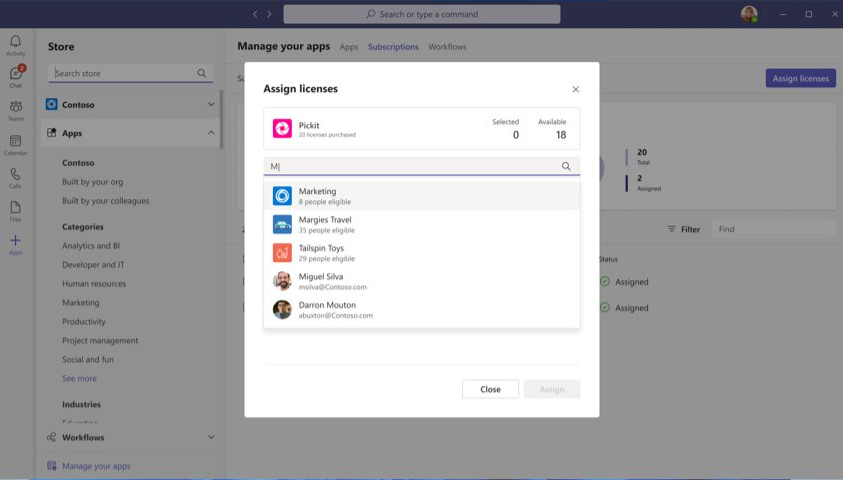 Search or type a command
Activity
2
Chat
Teams
Calendar
Calls
Files
Apps
Store
Search store
Contoso
Apps
Contoso
Built by your org
Built by your colleagues
Categories
Analytics and BI
Developer and IT
Human resources
Marketing
Productivity
Project management
Social and fun
See more
Industries
Education
Workflows
Manage your apps
Manage your apps Apps Subscriptions Workflows
Assign licenses
20
Total
2
Assigned
Filter Find
Status
Assigned
Assigned
Assign licenses
Pickit
20 licenses purchased
Selected
0
Available
18
M
Marketing
8 people eligible
Margies Travel
35 people eligible
Tailspin Toys
29 people eligible
Miguel Silva
msilva@Contoso.com
Darron Mouton
abuxton@Contoso.com
Close Assign